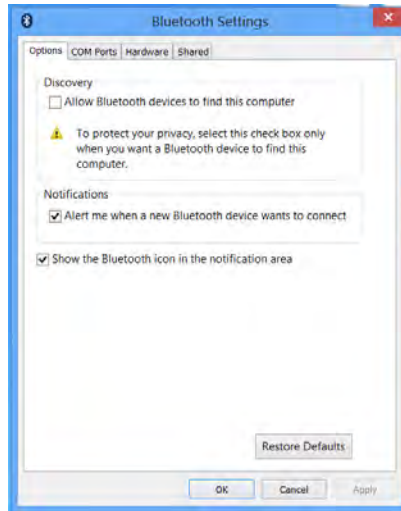 Bluetooth Settings
Options COM Ports Hardware Shared
Discovery
Allow Bluetooth devices to find this computer
To protect your privacy, select this check box only
when you want a Bluetooth device to find this
computer.
Notifications
Alert me when a new Bluetooth device wants to connect
Show the Bluetooth icon in the notification area
Restore Defaults
OK Cancel Apply